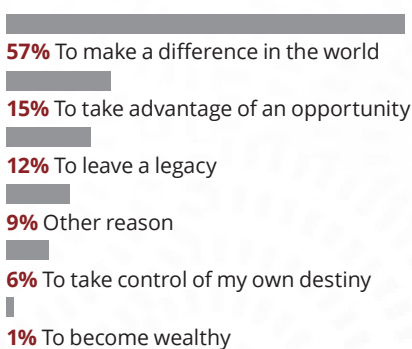 57% To make a difference in the world
15% To take advantage of an opportunity
12% To leave a legacy
9% Other reason
6% To take control of my own destiny
1% To become wealthy